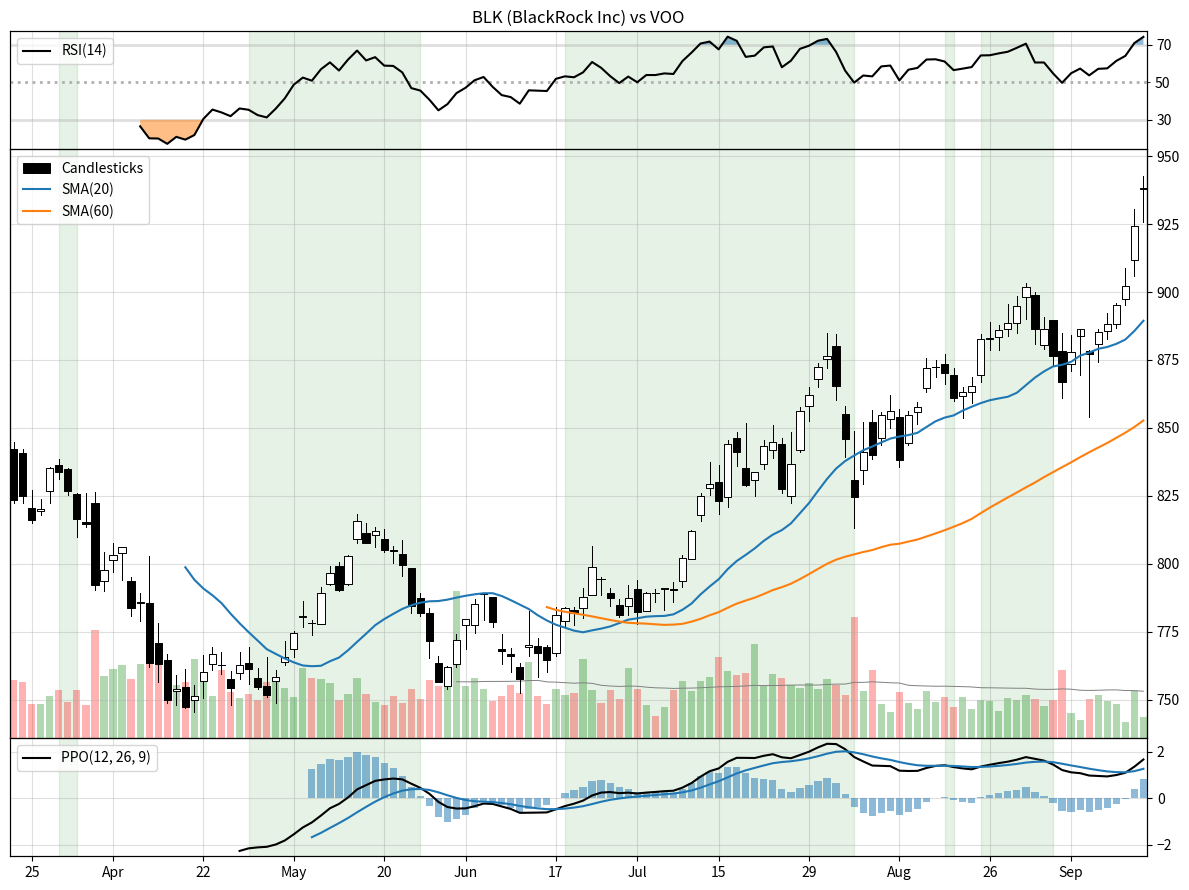 BLK (BlackRock Inc) vs VOO
RSI(14)
70
50
30
Candlesticks
SMA(20)
SMA(60)
950
925
900
875
850
825
800
775
750
PPO(12, 26, 9)
2
0
−2
25 Apr 22 May 20 Jun 17 Jul 15 29 Aug 26 Sep